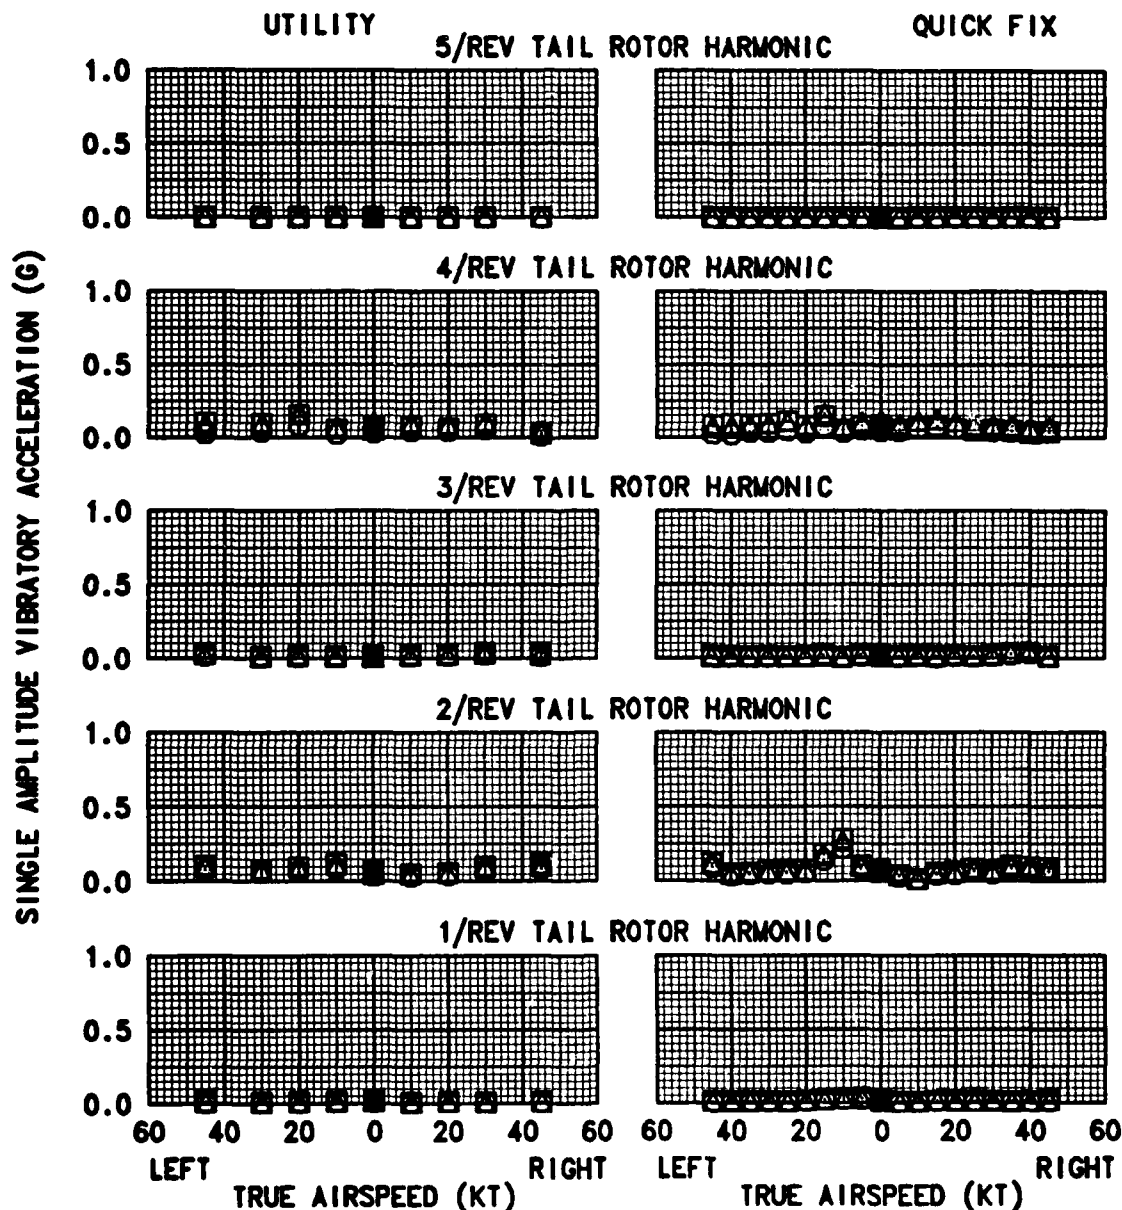 UTILITY QUICK FIX
5/REV TAIL ROTOR HARMONIC
1.0
0.5
0.0
4/REV TAIL ROTOR HARMONIC
1.0
0.5
0.0
3/REV TAIL ROTOR HARMONIC
1.0
0.5
0.0
2/REV TAIL ROTOR HARMONIC
1.0
0.5
0.0
1/REV TAIL ROTOR HARMONIC
1.0
0.5
0.0
SINGLE AMPLITUDE VIBRATORY ACCELERATION (G)
60 40 20 0 20 40 60 60 40 20 0 20 40 60
LEFT RIGHT LEFT RIGHT
TRUE AIRSPEED (KT) TRUE AIRSPEED (KT)